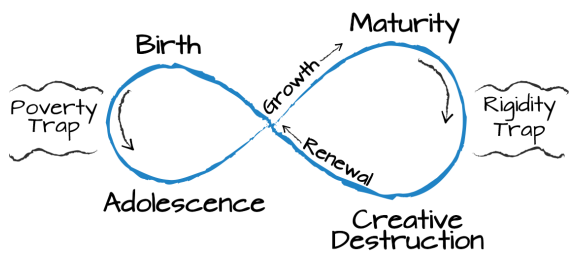 Birth
Maturity
Growth
Poverty
Trap
Rigidity
Trap
Renewal
Adolescence
Creative
Destruction